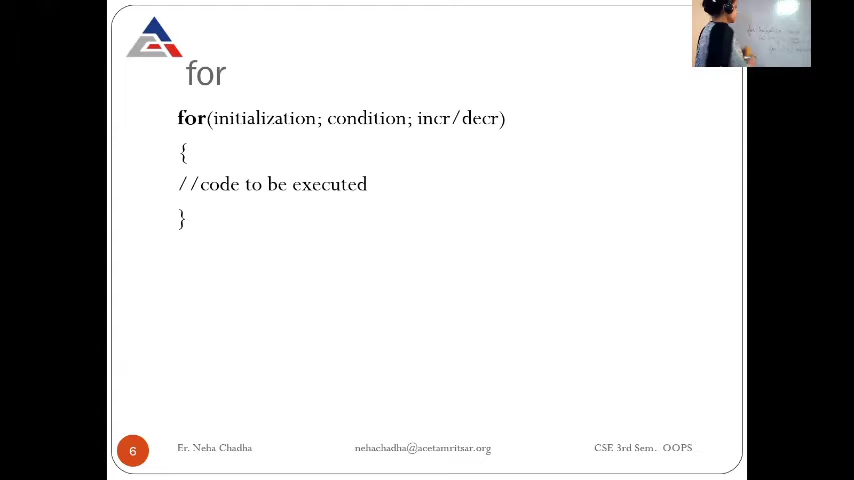 for
for(initialization; condition; incr/decr)
{
//code to be executed
}
6
Er. Neha Chadha
nehachadha@acetamritsar.org
CSE 3rd Sem. OOPS